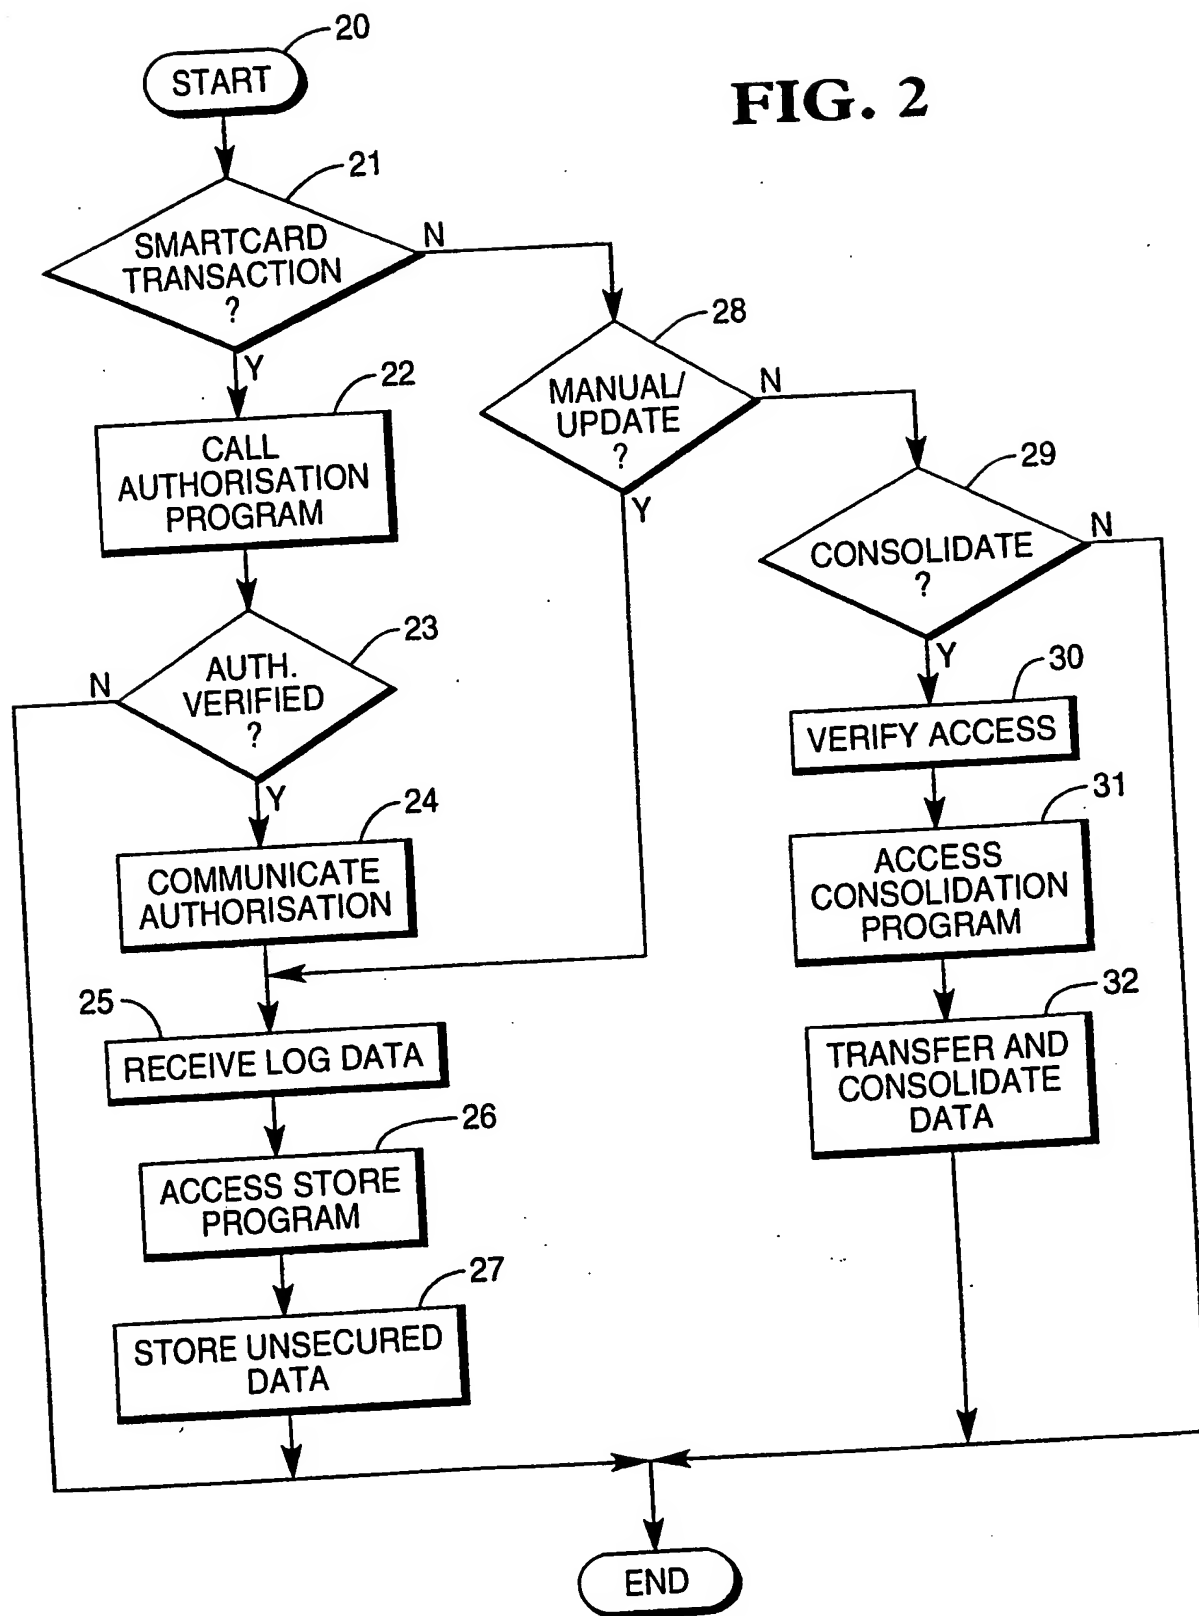 20
START
FIG. 2
21
SMARTCARD
TRANSACTION
?
N
Y
28
MANUAL/
UPDATE
?
N
Y
22
CALL
AUTHORISATION
PROGRAM
29
CONSOLIDATE
?
N
Y
23
AUTH.
VERIFIED
?
N
Y
30
VERIFY ACCESS
24
COMMUNICATE
AUTHORISATION
31
ACCESS
CONSOLIDATION
PROGRAM
25
RECEIVE LOG DATA
32
TRANSFER AND
CONSOLIDATE
DATA
26
ACCESS STORE
PROGRAM
27
STORE UNSECURED
DATA
END